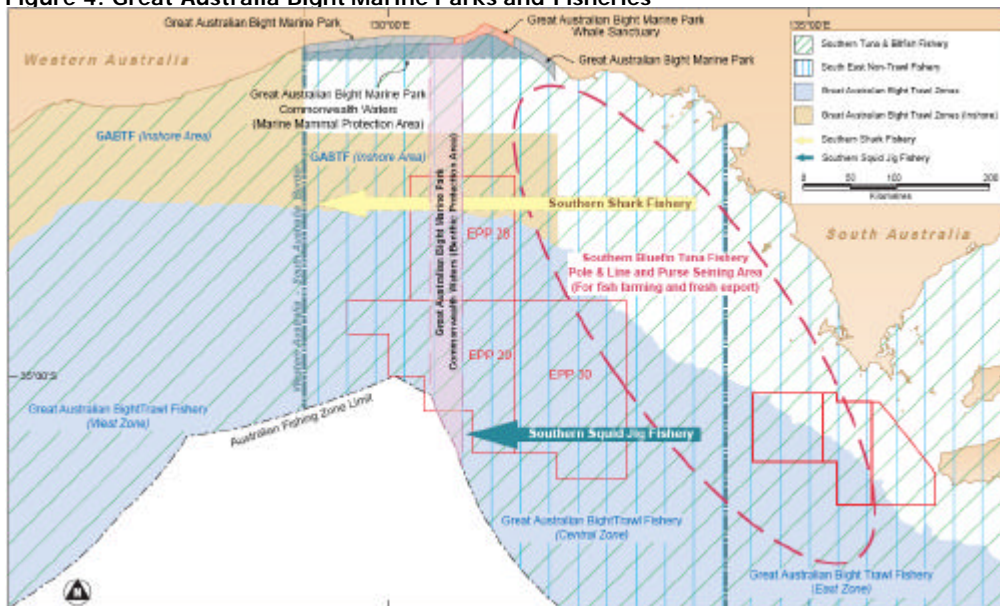 Figure 4: Great Australia Bight Marine Parks and Fisheries
Great Australian Bight Marine Park
130°00'E
Great Australian Bight Marine Park
Whale Sanctuary
135°00'E
Western Australia
Great Australian Bight Marine Park
Great Australian Bight Marine Park
Commonwealth Waters
(Marine Mammal Protection Area)
GABTF (Inshore Area)
GABTF (Inshore Area)
Southern Tuna & Billfish Fishery
South East Non-Trawl Fishery
Great Australian Bight Trawl Zones
Great Australian Bight Trawl Zones (Inshore)
Southern Shark Fishery
Southern Squid Jig Fishery
0 50 100 200
Kilometres
Western Australia - South Australia Border
Great Australian Bight Marine Park
Commonwealth Waters (Benthic Protection Area)
Southern Shark Fishery
EPP 28
South Australia
Southern Bluefin Tuna Fishery
Pole & Line and Purse Seining Area
(For fish farming and fresh export)
EPP 29
EPP 30
35°00'S
Great Australian BightTrawl Fishery
(West Zone)
Australian Fishing Zone Limit
Southern Squid Jig Fishery
Great Australian BightTrawl Fishery
(Central Zone)
Great Australian Bight Trawl Fishery
(East Zone)
N